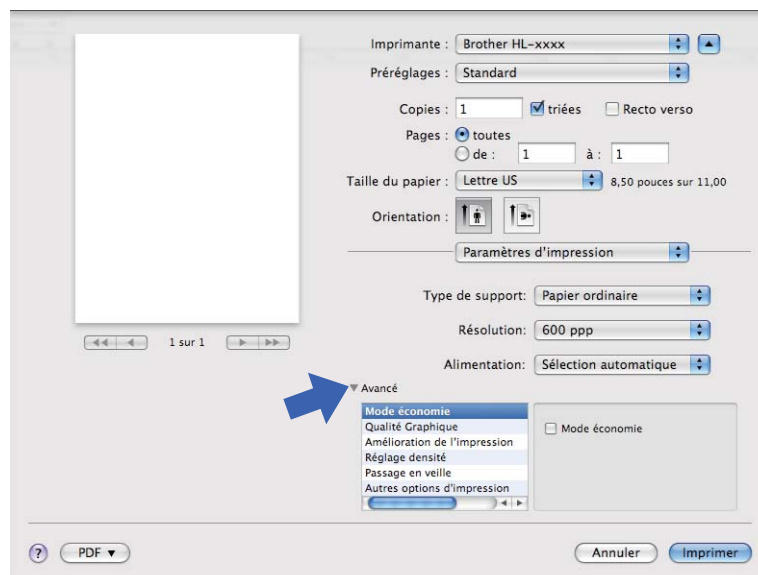 Imprimante : Brother HL-xxxx
Préréglages : Standard
Copies : 1 triées Recto verso
Pages : toutes
de : 1 à : 1
Taille du papier : Lettre US 8,50 pouces sur 11,00
Orientation :
Paramètres d'impression
Type de support: Papier ordinaire
Résolution: 600 ppp
1 sur 1
Alimentation: Sélection automatique
Avancé
Mode économie
Qualité Graphique
Amélioration de l'impression
Réglage densité
Passage en veille
Autres options d'impression
Mode économie
? PDF Annuler Imprimer